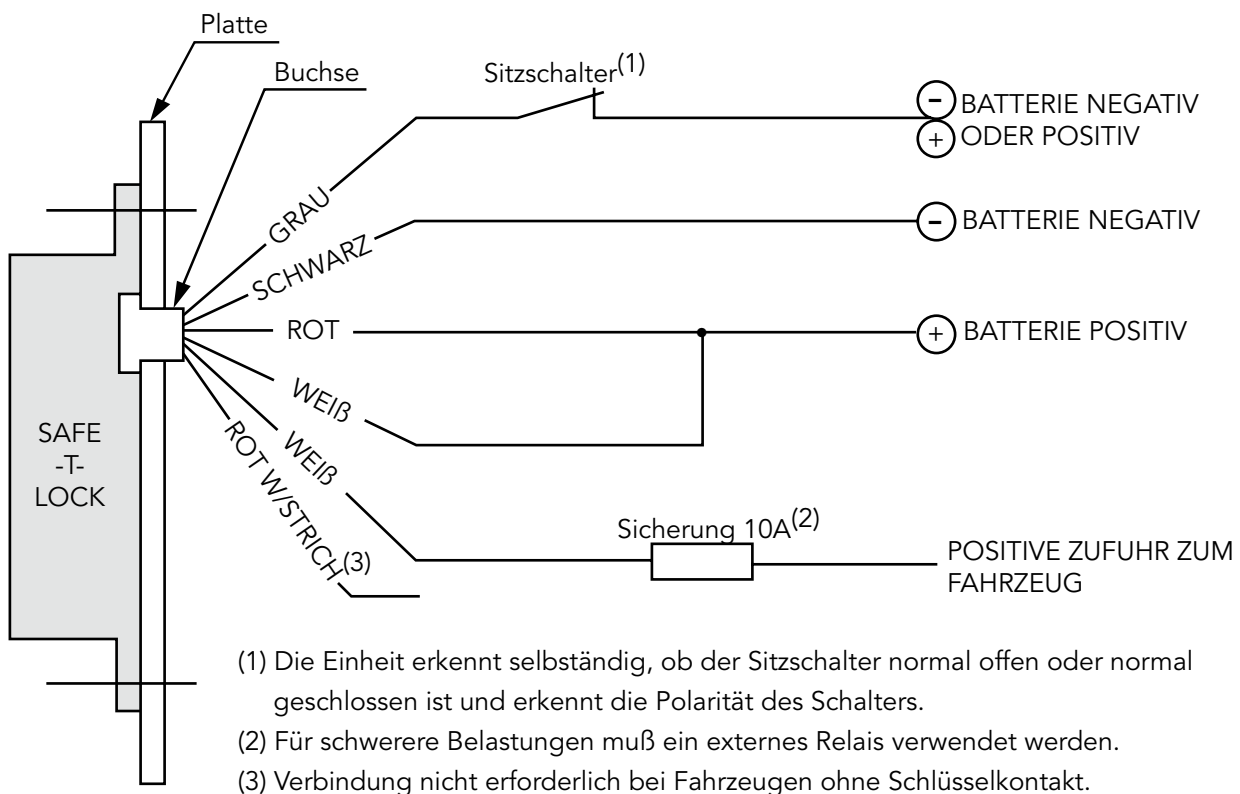 Platte
Buchse
Sitzschalter(1)
BATTERIE NEGATIV
ODER POSITIV
GRAU
BATTERIE NEGATIV
SCHWARZ
ROT
BATTERIE POSITIV
WEIß
WEIß
ROT W/STRICH(3)
SAFE
-T-
LOCK
Sicherung 10A(2)
POSITIVE ZUFUHR ZUM
FAHRZEUG
(1) Die Einheit erkennt selbständig, ob der Sitzschalter normal offen oder normal
geschlossen ist und erkennt die Polarität des Schalters.
(2) Für schwerere Belastungen muß ein externes Relais verwendet werden.
(3) Verbindung nicht erforderlich bei Fahrzeugen ohne Schlüsselkontakt.